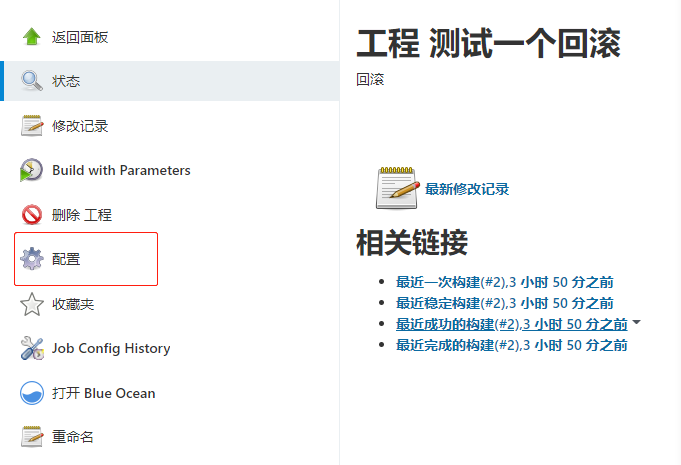 返回面板
状态
修改记录
Build with Parameters
删除 工程
配置
收藏夹
Job Config History
打开 Blue Ocean
重命名
工程 测试一个回滚
回滚
最新修改记录
相关链接
最近一次构建(#2),3 小时 50 分之前
最近稳定构建(#2),3 小时 50 分之前
最近成功的构建(#2),3 小时 50 分之前
最近完成的构建(#2),3 小时 50 分之前